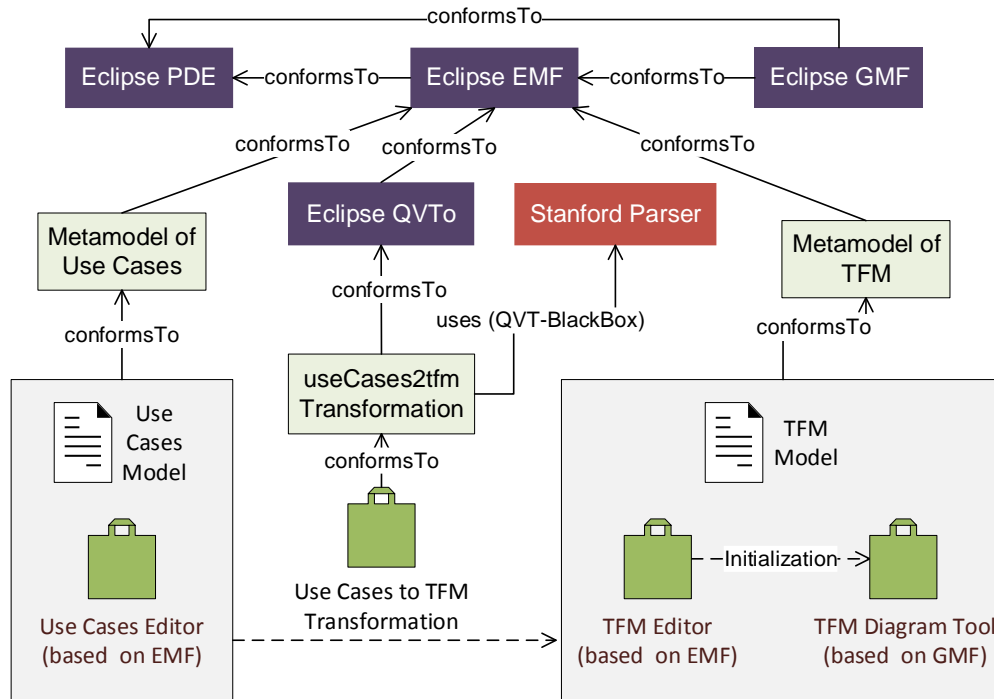 conformsTo
Eclipse PDE
conformsTo
Eclipse EMF
conformsTo
Eclipse GMF
conformsTo
conformsTo
conformsTo
Metamodel of
Use Cases
Eclipse QVTo
Stanford Parser
Metamodel of
TFM
conformsTo
conformsTo
uses (QVT-BlackBox)
conformsTo
useCases2tfm
Transformation
Use
Cases
Model
conformsTo
TFM
Model
Initialization
Use Cases to TFM
Transformation
Use Cases Editor
(based on EMF)
TFM Editor
(based on EMF)
TFM Diagram Tool
(based on GMF)